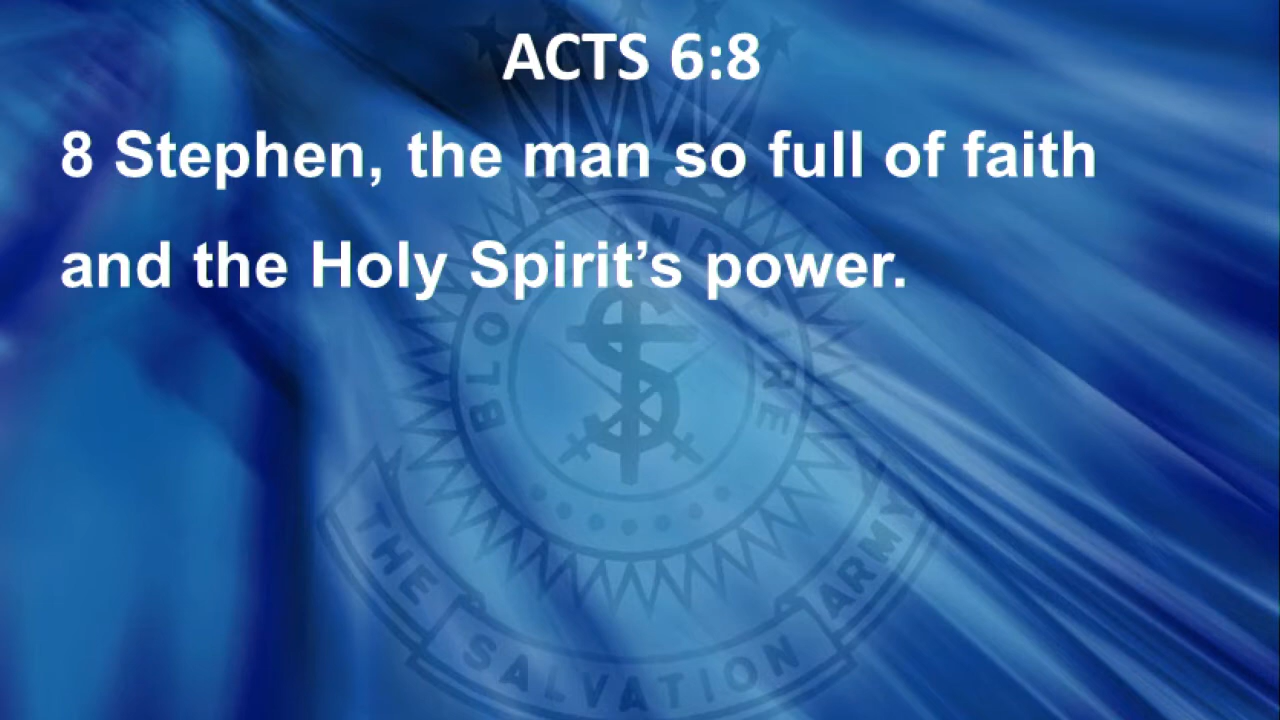 ACTS 6:8
8 Stephen, the man so full of faith
and the Holy Spirit’s power.
BLOOD AND FIRE
S
THE SALVATION ARMY